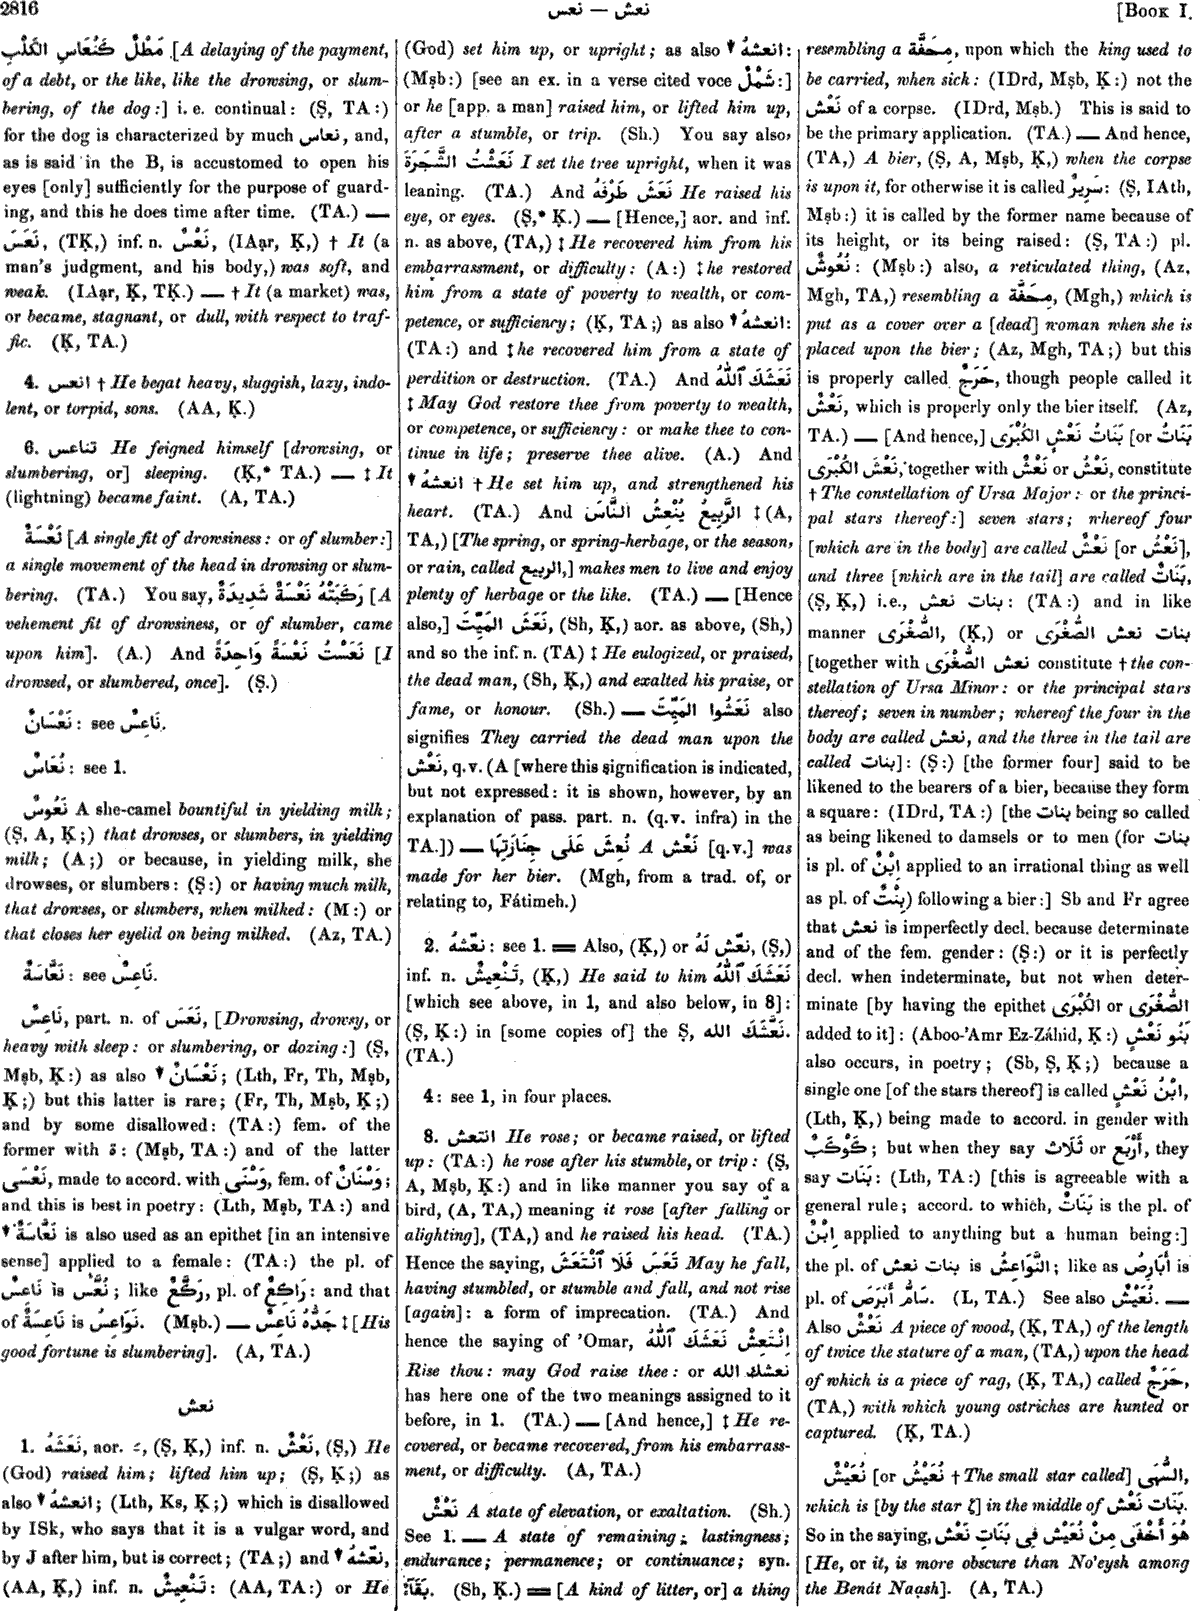 2816
نعس — نعش
[Book I.
مَطْلٌ كَنُعَاسِ الكَلْبِ. [A delaying of the payment,
of a debt, or the like, like the drowsing, or slum-
bering, of the dog:] i. e. continual: (Ṣ, TA:)
for the dog is characterized by much نعاس, and,
as is said in the B, is accustomed to open his
eyes [only] sufficiently for the purpose of guard-
ing, and this he does time after time. (TA.) —
نَعَسَ, (TḲ,) inf. n. نَعْسٌ, (IAạr, Ḳ,) † It (a
man's judgment, and his body,) was soft, and
weak. (IAạr, Ḳ, TḲ.) — † It (a market) was,
or became, stagnant, or dull, with respect to traf-
fic. (Ḳ, TA.)
4. انعس † He begat heavy, sluggish, lazy, indo-
lent, or torpid, sons. (AA, Ḳ.)
6. تناعس He feigned himself [drowsing, or
slumbering, or] sleeping. (Ḳ,* TA.) — ‡ It
(lightning) became faint. (A, TA.)
نَعْسَةٌ [A single fit of drowsiness: or of slumber:]
a single movement of the head in drowsing or slum-
bering. (TA.) You say, رَكَبَتْهُ نَعْسَةٌ شَدِيدَةٌ [A
vehement fit of drowsiness, or of slumber, came
upon him]. (A.) And نَعَسْتُ نَعْسَةً وَاحِدَةً [I
drowsed, or slumbered, once]. (Ṣ.)
نَعْسَانُ: see نَاعِسٌ.
نُعَاسٌ: see 1.
نَعُوسٌ A she-camel bountiful in yielding milk;
(Ṣ, A, Ḳ;) that drowses, or slumbers, in yielding
milk; (A;) or because, in yielding milk, she
drowses, or slumbers: (Ṣ:) or having much milk,
that drowses, or slumbers, when milked: (M:) or
that closes her eyelid on being milked. (Az, TA.)
نَعَّاسَةٌ: see نَاعِسٌ.
نَاعِسٌ, part. n. of نَعَسَ, [Drowsing, drowsy, or
heavy with sleep: or slumbering, or dozing:] (Ṣ,
Mṣb, Ḳ:) as also ▾ نَعْسَانُ; (Lth, Fr, Th, Mṣb,
Ḳ;) but this latter is rare; (Fr, Th, Mṣb, Ḳ;)
and by some disallowed: (TA:) fem. of the
former with ة: (Mṣb, TA:) and of the latter
نَعْسَى, made to accord. with وَسْنَى, fem. of وَسْنَانُ;
and this is best in poetry: (Lth, Mṣb, TA:) and
▾ نَعَّاسَةٌ is also used as an epithet [in an intensive
sense] applied to a female: (TA:) the pl. of
نَاعِسٌ is نُعَّسٌ; like رُكَّعٌ, pl. of رَاكِعٌ: and that
of نَاعِسَةٌ is نَوَاعِسُ. (Mṣb.) — جَدُّهُ نَاعِسٌ ‡ [His
good fortune is slumbering]. (A, TA.)
نعش
1. نَعَشَهُ, aor. ـَ, (Ṣ, Ḳ,) inf. n. نَعْشٌ, (Ṣ,) He
(God) raised him; lifted him up; (Ṣ, Ḳ;) as
also ▾ انعشهُ; (Lth, Ks, Ḳ;) which is disallowed
by ISk, who says that it is a vulgar word, and
by J after him, but is correct; (TA;) and ▾ نعّشهُ,
(AA, Ḳ,) inf. n. تَنْعِيشٌ: (AA, TA:) or He
(God) set him up, or upright; as also ▾ انعشهُ:
(Mṣb:) [see an ex. in a verse cited voce شَمْلٌ:]
or he [app. a man] raised him, or lifted him up,
after a stumble, or trip. (Sh.) You say also,
نَعَشْتُ الشَّجَرَةَ I set the tree upright, when it was
leaning. (TA.) And نَعَشَ طَرْفَهُ He raised his
eye, or eyes. (Ṣ,* Ḳ.) — [Hence,] aor. and inf.
n. as above, (TA,) ‡ He recovered him from his
embarrassment, or difficulty: (A:) ‡ he restored
him from a state of poverty to wealth, or com-
petence, or sufficiency; (Ḳ, TA;) as also ▾ انعشهُ:
(TA:) and ‡ he recovered him from a state of
perdition or destruction. (TA.) And نَعَشَكَ ٱللّٰهُ
‡ May God restore thee from poverty to wealth,
or competence, or sufficiency: or make thee to con-
tinue in life; preserve thee alive. (A.) And
▾ انعشهُ † He set him up, and strengthened his
heart. (TA.) And الرَّبِيعُ يُنْعِشُ النَّاسَ ‡ (A,
TA,) [The spring, or spring-herbage, or the season,
or rain, called الربيع,] makes men to live and enjoy
plenty of herbage or the like. (TA.) — [Hence
also,] نَعَشَ المَيِّتَ, (Sh, Ḳ,) aor. as above, (Sh,)
and so the inf. n. (TA) ‡ He eulogized, or praised,
the dead man, (Sh, Ḳ,) and exalted his praise, or
fame, or honour. (Sh.) — نَعَشُوا المَيِّتَ also
signifies They carried the dead man upon the
نَعْش, q. v. (A [where this signification is indicated,
but not expressed: it is shown, however, by an
explanation of pass. part. n. (q. v. infra) in the
TA.]) — نُعِشَ عَلَى جِنَازَتِهَا A نَعْش [q. v.] was
made for her bier. (Mgh, from a trad. of, or
relating to, Fáṭimeh.)
2. نعّشهُ: see 1. = Also, (Ḳ,) or نعّش لَهُ, (Ṣ,)
inf. n. تَنْعِيشٌ, (Ḳ,) He said to him نَعَشَكَ ٱللّٰهُ
[which see above, in 1, and also below, in 8]:
(Ṣ, Ḳ:) in [some copies of] the Ṣ, نَعَّشَكَ الله.
(TA.)
4: see 1, in four places.
8. انتعش He rose; or became raised, or lifted
up: (TA:) he rose after his stumble, or trip: (Ṣ,
A, Mṣb, Ḳ:) and in like manner you say of a
bird, (A, TA,) meaning it rose [after falling or
alighting], (TA,) and he raised his head. (TA.)
Hence the saying, تَعَسَ فَلَا ٱنْتَعَشَ May he fall,
having stumbled, or stumble and fall, and not rise
[again]: a form of imprecation. (TA.) And
hence the saying of 'Omar, اِنْتَعِشْ نَعَشَكَ ٱللّٰهُ
Rise thou: may God raise thee: or نعشك الله
has here one of the two meanings assigned to it
before, in 1. (TA.) — [And hence,] ‡ He re-
covered, or became recovered, from his embarrass-
ment, or difficulty. (A, TA.)
نَعْشٌ A state of elevation, or exaltation. (Sh.)
See 1. — A state of remaining; lastingness;
endurance; permanence; or continuance; syn.
بَقَاءٌ. (Sh, Ḳ.) = [A kind of litter, or] a thing
resembling a مِحَفَّة, upon which the king used to
be carried, when sick: (IDrd, Mṣb, Ḳ:) not the
نَعْش of a corpse. (IDrd, Mṣb.) This is said to
be the primary application. (TA.) — And hence,
(TA,) A bier, (Ṣ, A, Mṣb, Ḳ,) when the corpse
is upon it, for otherwise it is called سَرِيرٌ: (Ṣ, IAth,
Mṣb:) it is called by the former name because of
its height, or its being raised: (Ṣ, TA:) pl.
نُعُوشٌ: (Mṣb:) also, a reticulated thing, (Az,
Mgh, TA,) resembling a مِحَفَّة, (Mgh,) which is
put as a cover over a [dead] woman when she is
placed upon the bier; (Az, Mgh, TA;) but this
is properly called حَرَجٌ, though people called it
نَعْشٌ, which is properly only the bier itself. (Az,
TA.) — [And hence,] بَنَاتُ نَعْشٍ الكُبْرَى [or بَنَاتُ
نَعْشَ الكُبْرَى, together with نَعْشٌ or نَعْشُ, constitute
† The constellation of Ursa Major: or the princi-
pal stars thereof:] seven stars; whereof four
[which are in the body] are called نَعْشٌ [or نَعْشُ],
and three [which are in the tail] are called بَنَاتٌ,
(Ṣ, Ḳ,) i.e., بنات نعش: (TA:) and in like
manner بنات نعش الصُّغْرَى, (Ḳ,) or الصُّغْرَى
[together with نعش الصُّغْرَى constitute † the con-
stellation of Ursa Minor: or the principal stars
thereof; seven in number; whereof the four in the
body are called نعش, and the three in the tail are
called بنات]: (Ṣ:) [the former four] said to be
likened to the bearers of a bier, because they form
a square: (IDrd, TA:) [the بنات being so called
as being likened to damsels or to men (for بنات
is pl. of اِبْنٌ applied to an irrational thing as well
as pl. of بِنْتٌ) following a bier:] Sb and Fr agree
that نعش is imperfectly decl. because determinate
and of the fem. gender: (Ṣ:) or it is perfectly
decl. when indeterminate, but not when deter-
minate [by having the epithet الكُبْرَى or الصُّغْرَى
added to it]: (Aboo-'Amr Ez-Záhid, Ḳ:) بَنُو نَعْشٍ
also occurs, in poetry; (Sb, Ṣ, Ḳ;) because a
single one [of the stars thereof] is called اِبْنُ نَعْشٍ,
(Lth, Ḳ,) being made to accord. in gender with
كَوْكَبٌ; but when they say ثَلَاث or أَرْبَع, they
say بَنَات: (Lth, TA:) [this is agreeable with a
general rule; accord. to which, بَنَاتٌ is the pl. of
اِبْنٌ applied to anything but a human being:]
the pl. of بنات نعش is النَّوَاعِشُ; like as أَبَارِصُ is
pl. of سَامُّ أَبْرَصَ. (L, TA.) See also نُعَيْشٌ. —
Also نَعْشٌ A piece of wood, (Ḳ, TA,) of the length
of twice the stature of a man, (TA,) upon the head
of which is a piece of rag, (Ḳ, TA,) called حَرَجٌ,
(TA,) with which young ostriches are hunted or
captured. (Ḳ, TA.)
نُعَيْشٌ [or نُعَيْشُ † The small star called] السُّهَى,
which is [by the star ζ] in the middle of بَنَات نَعْش.
So in the saying, هُوَ أَخْفَى مِنْ نُعَيْش فِى بَنَاتِ نَعْش
[He, or it, is more obscure than No'eysh among
the Benát Naạsh]. (A, TA.)